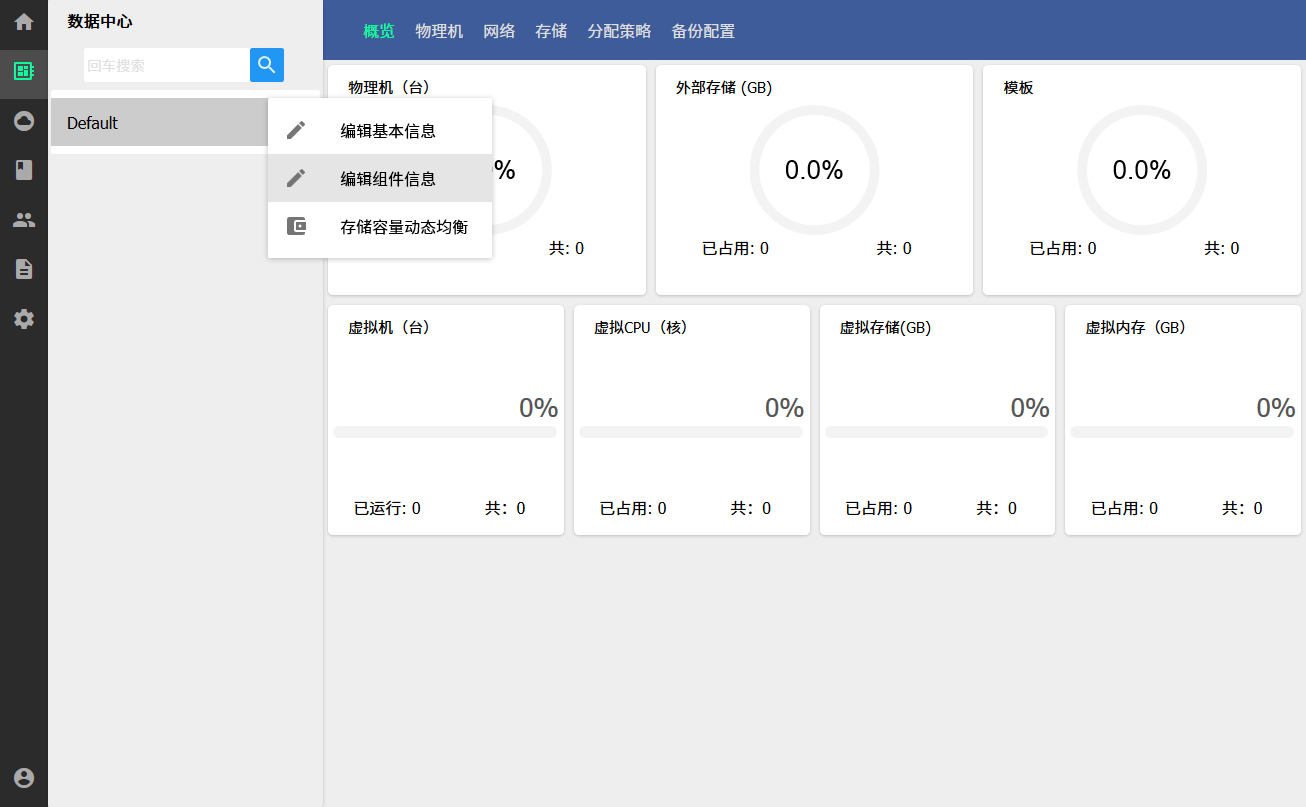 数据中心
回车搜索
Default
编辑基本信息
编辑组件信息
存储容量动态均衡
概览 物理机 网络 存储 分配策略 备份配置
物理机（台）
%
共: 0
外部存储 (GB)
0.0%
已占用: 0 共: 0
模板
0.0%
已占用: 0 共: 0
虚拟机（台）
0%
已运行: 0 共：0
虚拟CPU（核）
0%
已占用: 0 共：0
虚拟存储(GB)
0%
已占用: 0 共：0
虚拟内存（GB）
0%
已占用: 0 共：0